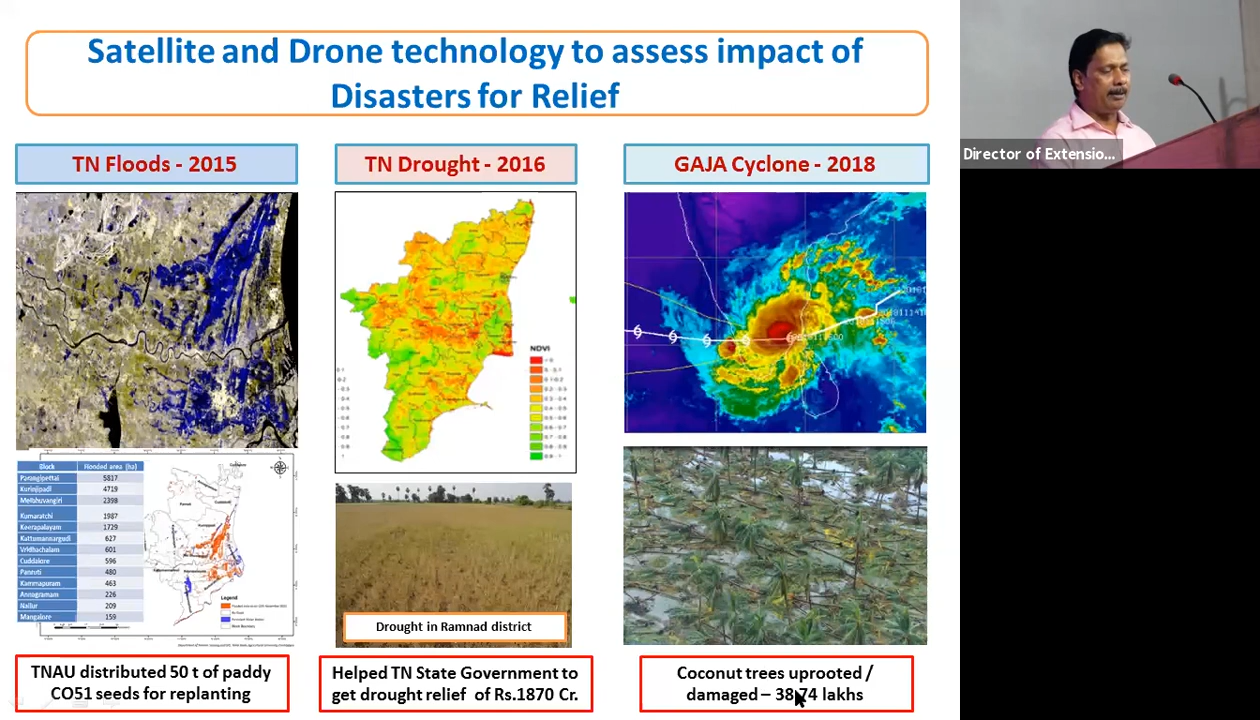 Satellite and Drone technology to assess impact of
Disasters for Relief
Director of Extensio...
TN Floods - 2015
TN Drought - 2016
GAJA Cyclone - 2018
NDVI
Block Flooded area (ha)
Parangipettai 5817
Kurinjipadi 4719
Melbhuvangiri 2398
Kumaratchi 1987
Keerapalayam 1729
Kattumannargudi 627
Vridhachalam 601
Cuddalore 596
Panruti 480
Kammapuram 463
Annagramam 226
Nallur 209
Mangalore 159
Legend
Drought in Ramnad district
TNAU distributed 50 t of paddy
CO51 seeds for replanting
Helped TN State Government to
get drought relief of Rs.1870 Cr.
Coconut trees uprooted /
damaged – 38.74 lakhs